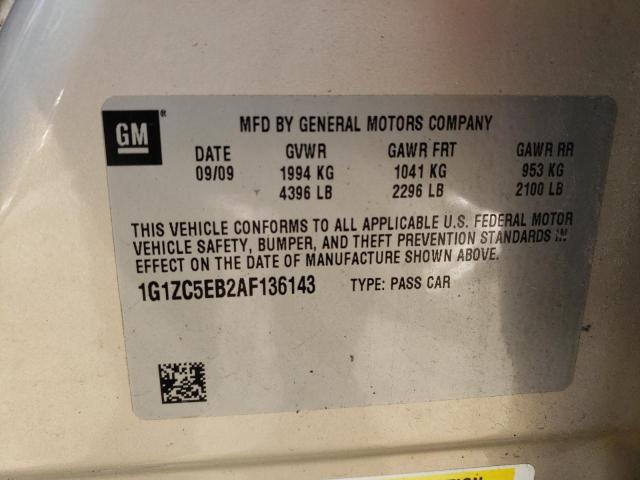 GM ®
MFD BY GENERAL MOTORS COMPANY
DATE GVWR GAWR FRT GAWR RR
09/09 1994 KG 1041 KG 953 KG
4396 LB 2296 LB 2100 LB
THIS VEHICLE CONFORMS TO ALL APPLICABLE U.S. FEDERAL MOTOR
VEHICLE SAFETY, BUMPER, AND THEFT PREVENTION STANDARDS IN
EFFECT ON THE DATE OF MANUFACTURE SHOWN ABOVE.
1G1ZC5EB2AF136143 TYPE: PASS CAR